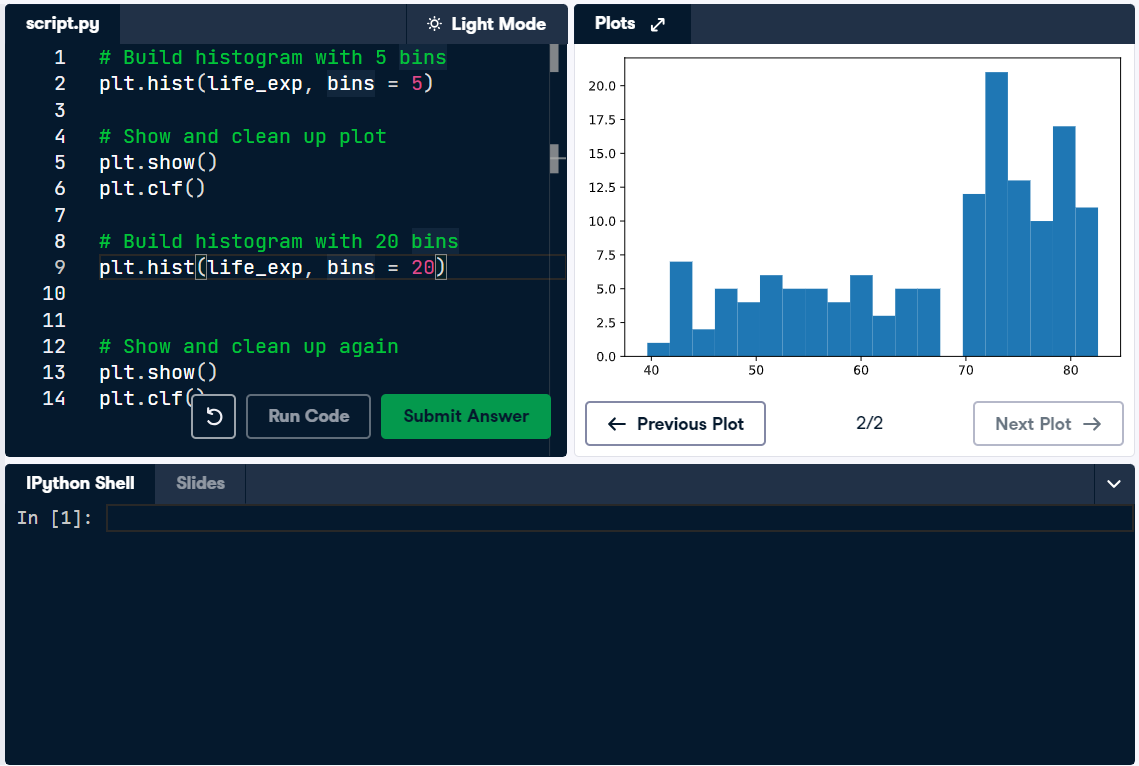 script.py
Light Mode
1 # Build histogram with 5 bins
2 plt.hist(life_exp, bins = 5)
3
4 # Show and clean up plot
5 plt.show()
6 plt.clf()
7
8 # Build histogram with 20 bins
9 plt.hist(life_exp, bins = 20)
10
11
12 # Show and clean up again
13 plt.show()
14 plt.clf()
Run Code
Submit Answer
Plots
20.0
17.5
15.0
12.5
10.0
7.5
5.0
2.5
0.0
40 50 60 70 80
Previous Plot
2/2
Next Plot
IPython Shell
Slides
In [1]: